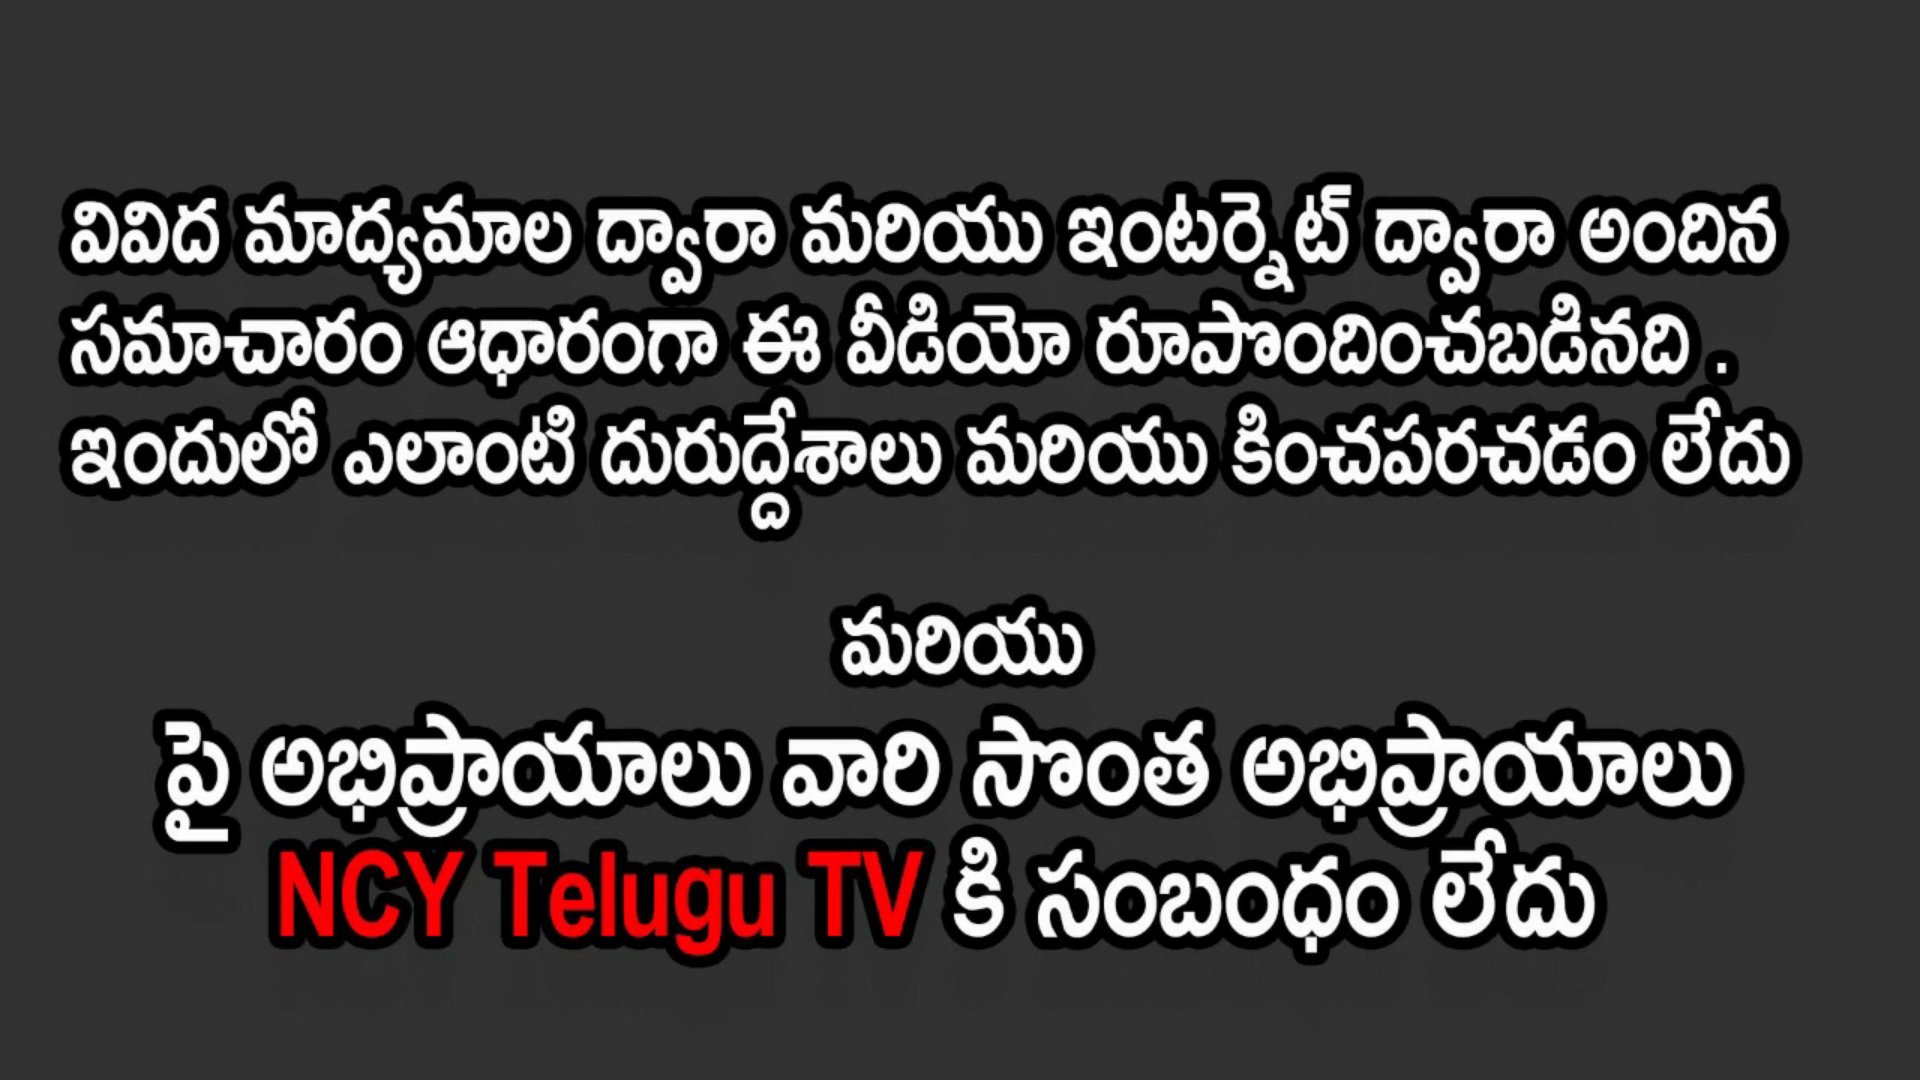 వివిద మాద్యమాల ద్వారా మరియు ఇంటర్నెట్ ద్వారా అందిన
సమాచారం ఆధారంగా ఈ వీడియో రూపొందించబడినది .
ఇందులో ఎలాంటి దురుద్దేశాలు మరియు కించపరచడం లేదు
మరియు
పై అభిప్రాయాలు వారి సొంత అభిప్రాయాలు
NCY Telugu TV కి సంబంధం లేదు